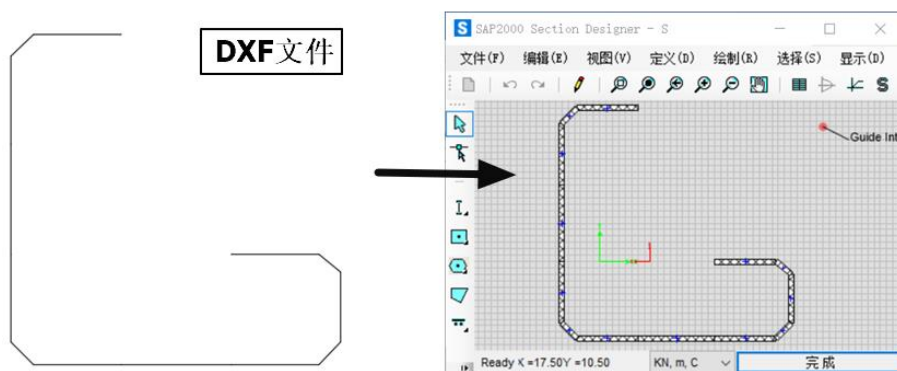 DXF文件
S SAP2000 Section Designer - S
文件(F) 编辑(E) 视图(V) 定义(D) 绘制(R) 选择(S) 显示(D)
Guide Int
Ready X =17.50Y =10.50 KN, m, C 完成